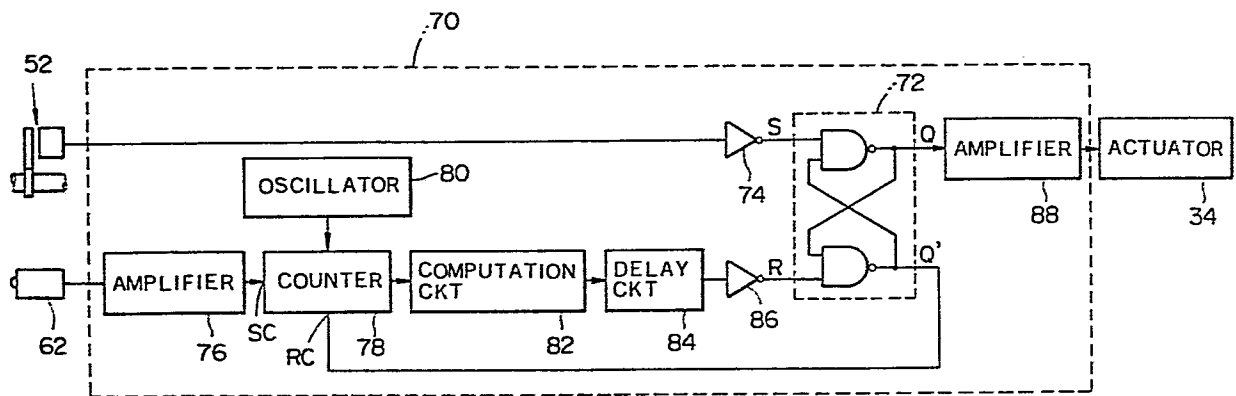 70
52
72
S
Q
AMPLIFIER
ACTUATOR
OSCILLATOR
80
74
88
34
AMPLIFIER
COUNTER
COMPUTATION
CKT
DELAY
CKT
R
Q'
62
76
SC
RC
78
82
84
86